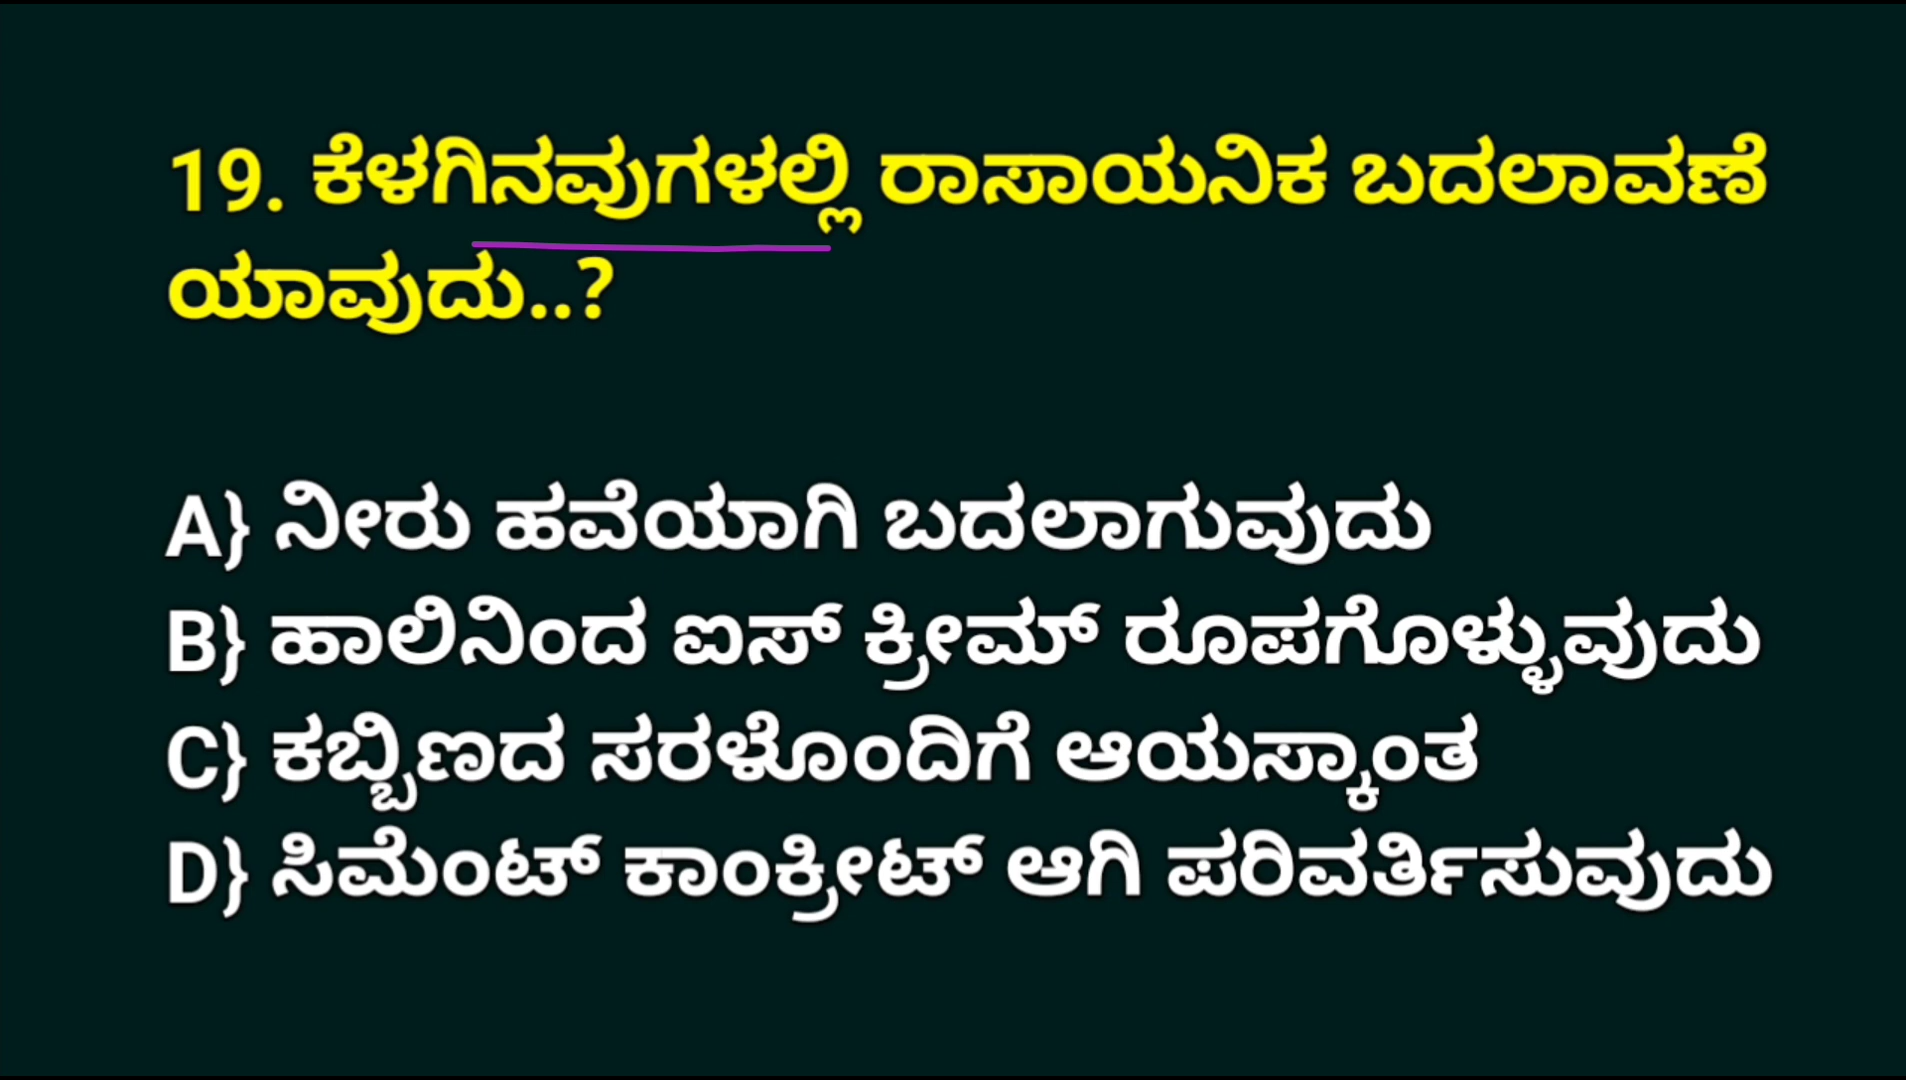 19. ಕೆಳಗಿನವುಗಳಲ್ಲಿ ರಾಸಾಯನಿಕ ಬದಲಾವಣೆ
ಯಾವುದು..?
A} ನೀರು ಹವೆಯಾಗಿ ಬದಲಾಗುವುದು
B} ಹಾಲಿನಿಂದ ಐಸ್ ಕ್ರೀಮ್ ರೂಪಗೊಳ್ಳುವುದು
C} ಕಬ್ಬಿಣದ ಸರಳೊಂದಿಗೆ ಆಯಸ್ಕಾಂತ
D} ಸಿಮೆಂಟ್ ಕಾಂಕ್ರೀಟ್ ಆಗಿ ಪರಿವರ್ತಿಸುವುದು